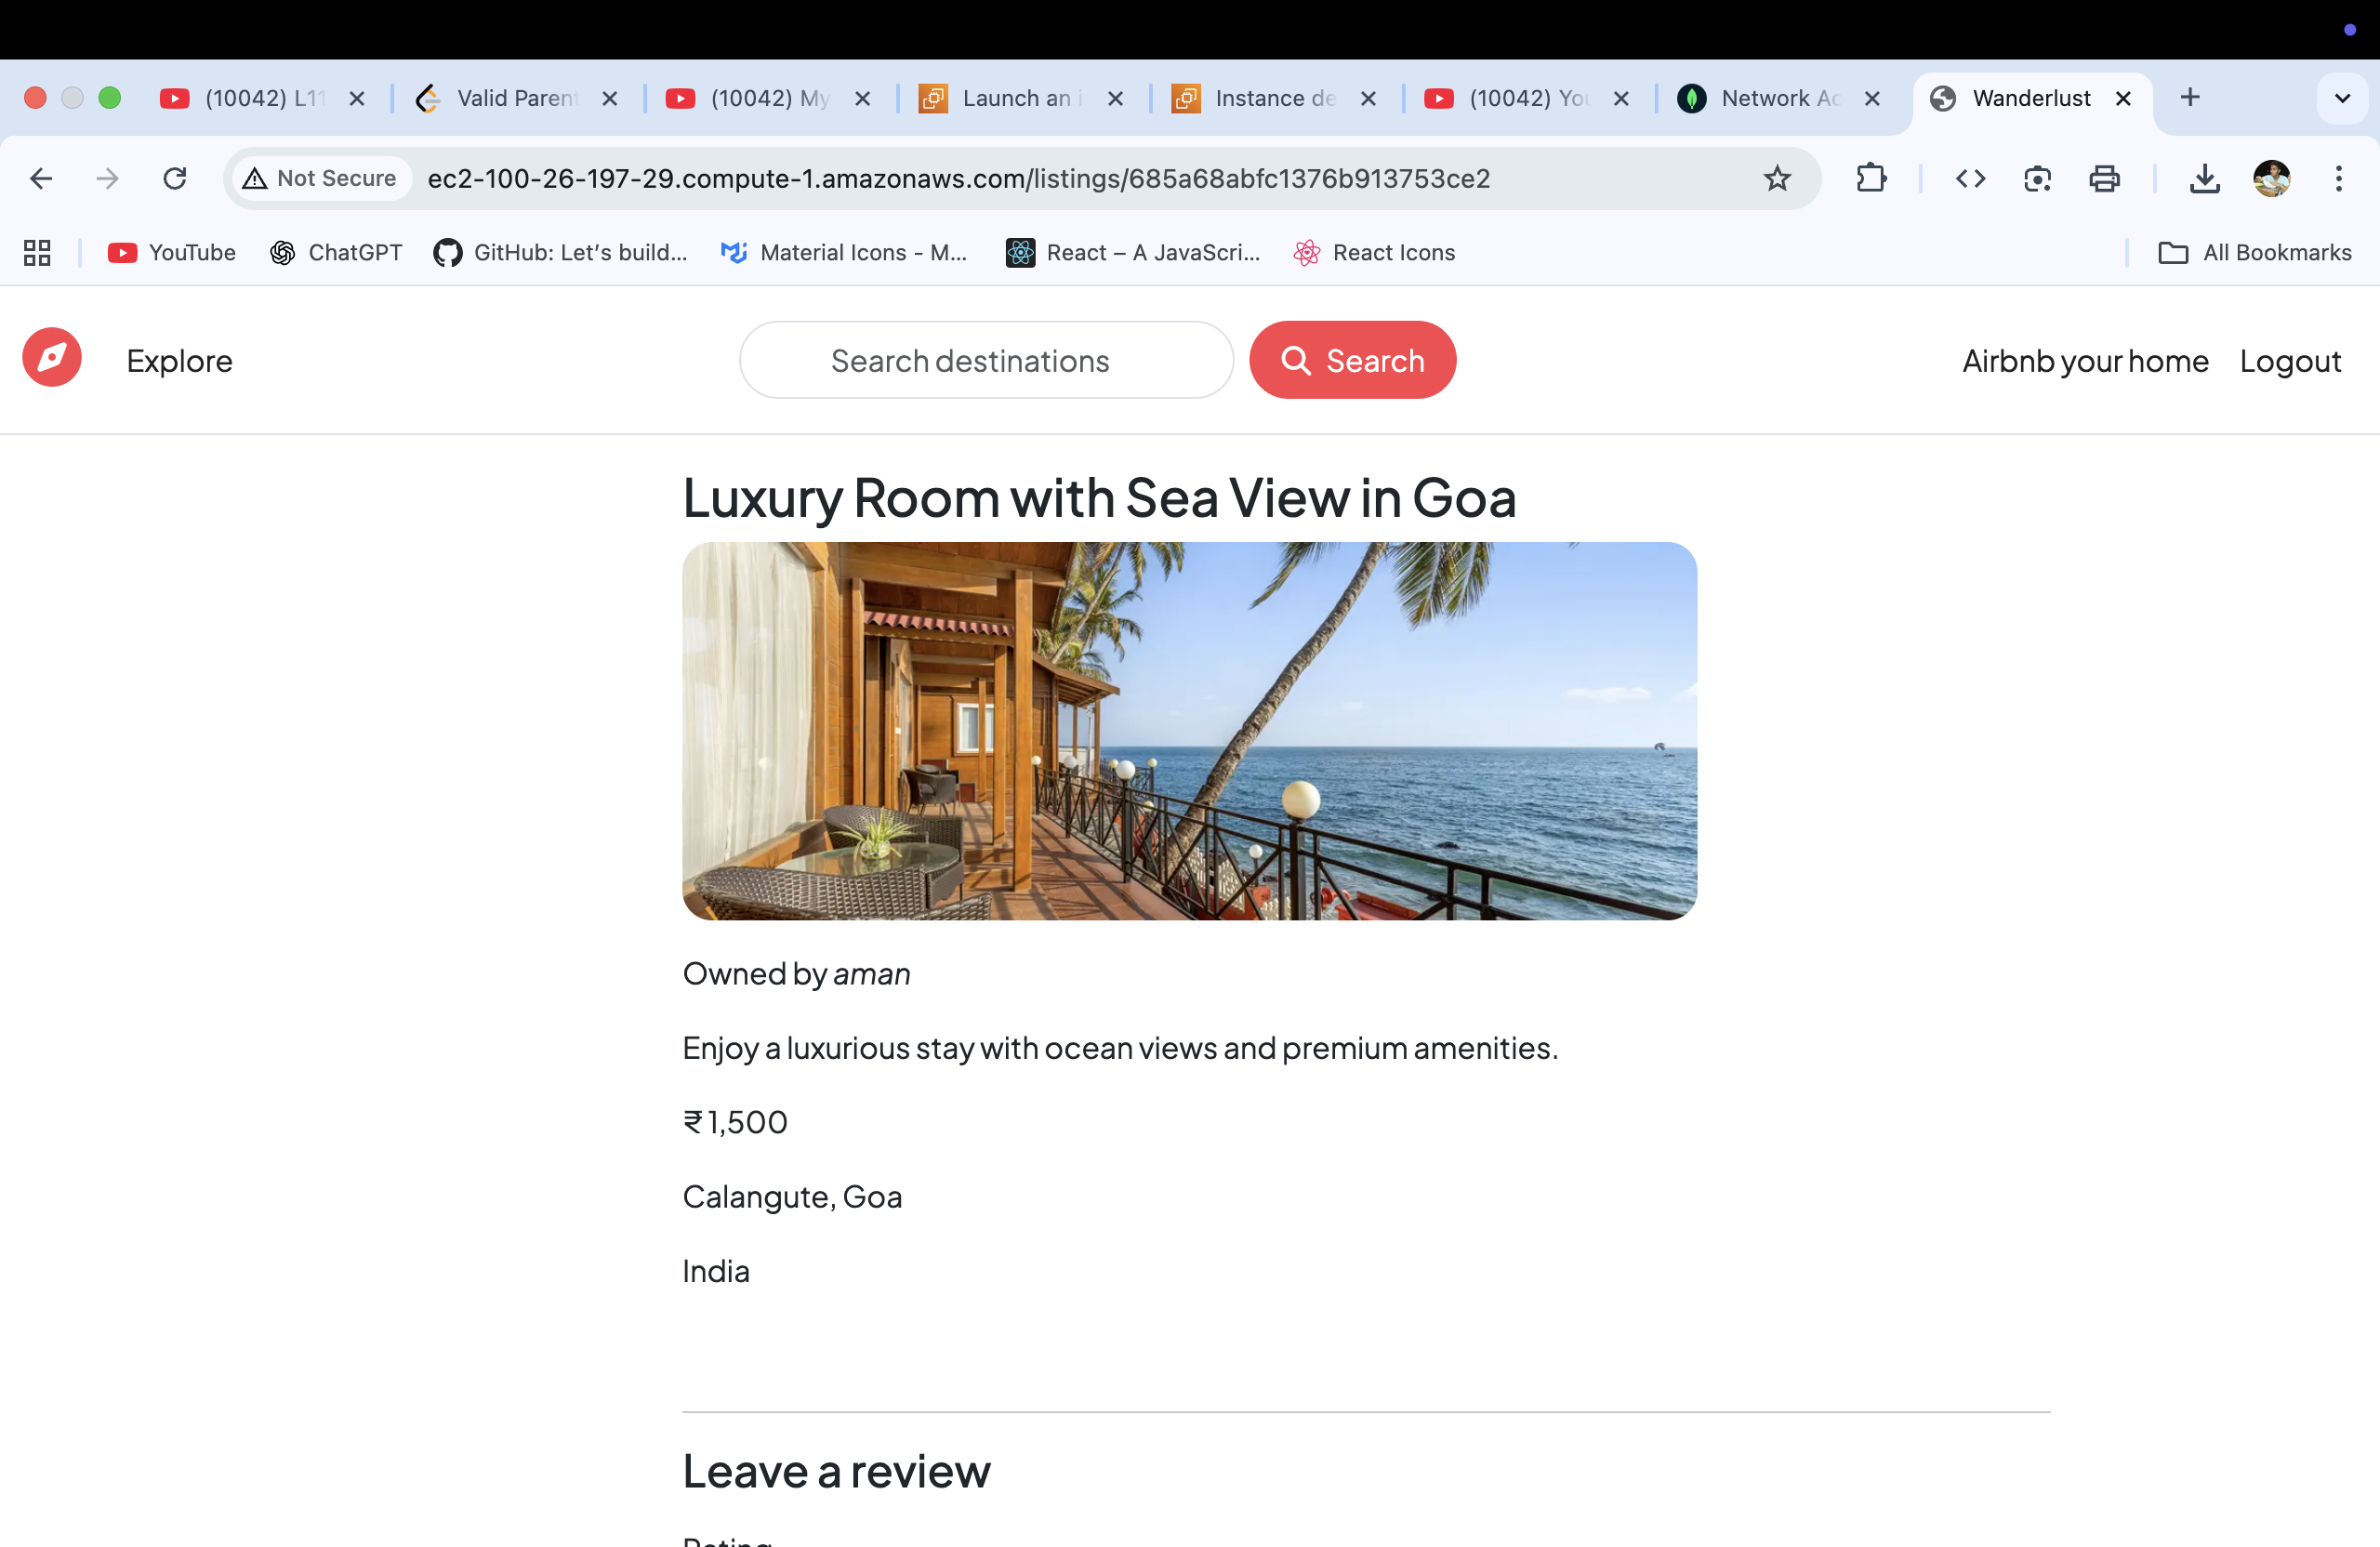 (10042) L11
Valid Paren
(10042) My
Launch an i
Instance de
(10042) You
Network Ac
Wanderlust
Not Secure
ec2-100-26-197-29.compute-1.amazonaws.com/listings/685a68abfc1376b913753ce2
YouTube
ChatGPT
GitHub: Let's build...
Material Icons - M...
React – A JavaScri...
React Icons
All Bookmarks
Explore
Search destinations
Search
Airbnb your home
Logout
Luxury Room with Sea View in Goa
Owned by aman
Enjoy a luxurious stay with ocean views and premium amenities.
₹ 1,500
Calangute, Goa
India
Leave a review
Rating